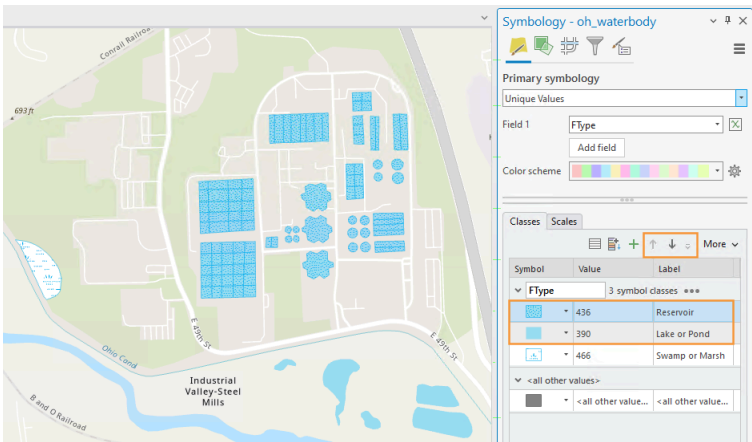 Conrail Railroa
693 ft
E 49th St
E 49th St
Ohio Cond
Industrial
Valley-Steel
Mills
B and O Railroad
Symbology - oh_waterbody
Primary symbology
Unique Values
Field 1
FType
Add field
Color scheme
Classes Scales
More
Symbol Value Label
FType 3 symbol classes
436 Reservoir
390 Lake or Pond
466 Swamp or Marsh
<all other values>
<all other value... <all other value...